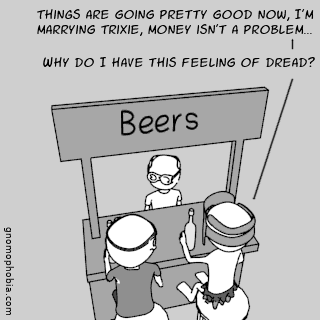 THINGS ARE GOING PRETTY GOOD NOW, I'M
MARRYING TRIXIE, MONEY ISN'T A PROBLEM...
WHY DO I HAVE THIS FEELING OF DREAD?
Beers
gnomophobia.com